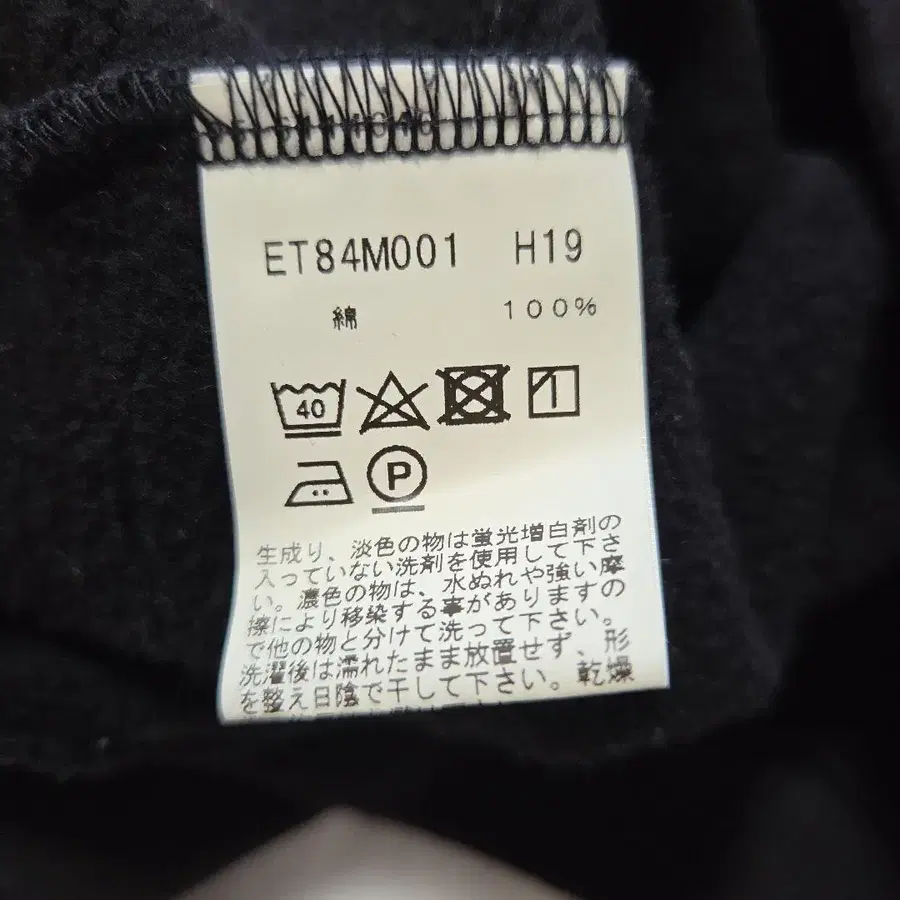 ET84M001 H19
綿 100%
40
P
生成り、淡色の物は蛍光増白剤の
入っていない洗剤を使用して下さ
い。濃色の物は、水ぬれや強い摩
擦により移染する事がありますの
で他の物と分けて洗って下さい。
洗濯後は濡れたまま放置せず、形
を整え日陰で干して下さい。乾燥